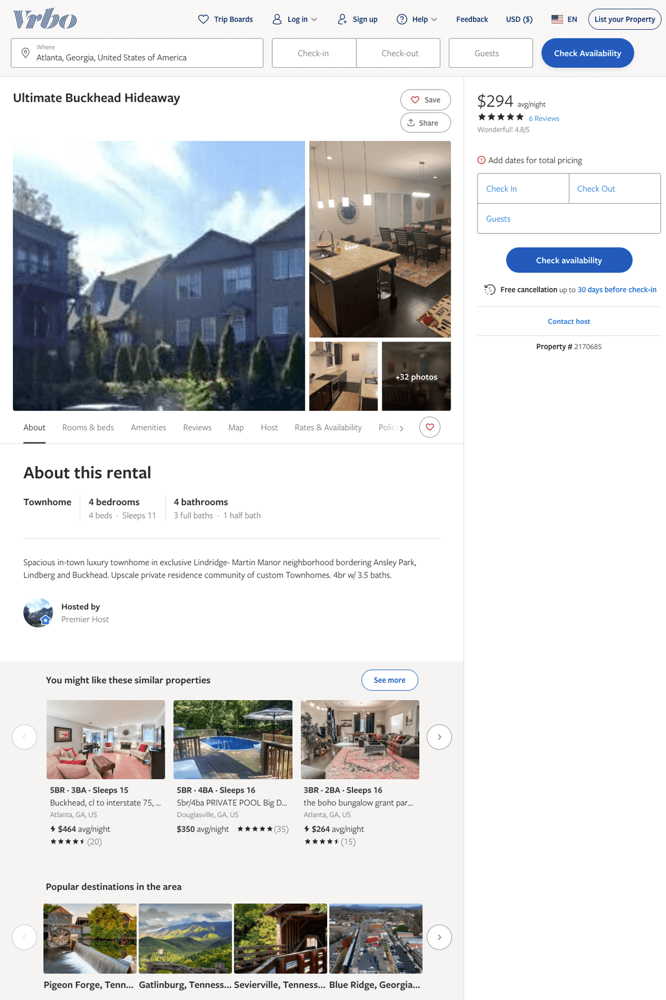 Vrbo
Trip Boards
Log in
Sign up
Help
Feedback
USD ($)
EN
List your Property
Where
Atlanta, Georgia, United States of America
Check-in
Check-out
Guests
Check Availability
Ultimate Buckhead Hideaway
Save
Share
+32 photos
$294 avg/night
6 Reviews
Wonderful! 4.8/5
Add dates for total pricing
Check In
Check Out
Guests
Check availability
Free cancellation up to 30 days before check-in
Contact host
Property # 2170685
About
Rooms & beds
Amenities
Reviews
Map
Host
Rates & Availability
Polici
About this rental
Townhome
4 bedrooms
4 beds · Sleeps 11
4 bathrooms
3 full baths · 1 half bath
Spacious in-town luxury townhome in exclusive Lindridge- Martin Manor neighborhood bordering Ansley Park,
Lindberg and Buckhead. Upscale private residence community of custom Townhomes. 4br w/ 3.5 baths.
Hosted by
Premier Host
You might like these similar properties
See more
5BR · 3BA · Sleeps 15
Buckhead, cl to interstate 75, ...
Atlanta, GA, US
$464 avg/night
(20)
5BR · 4BA · Sleeps 16
5br/4ba PRIVATE POOL Big D...
Douglasville, GA, US
$350 avg/night
(35)
3BR · 2BA · Sleeps 16
the boho bungalow grant par...
Atlanta, GA, US
$264 avg/night
(15)
Popular destinations in the area
Pigeon Forge, Tenn...
Gatlinburg, Tenness...
Sevierville, Tenness...
Blue Ridge, Georgia...